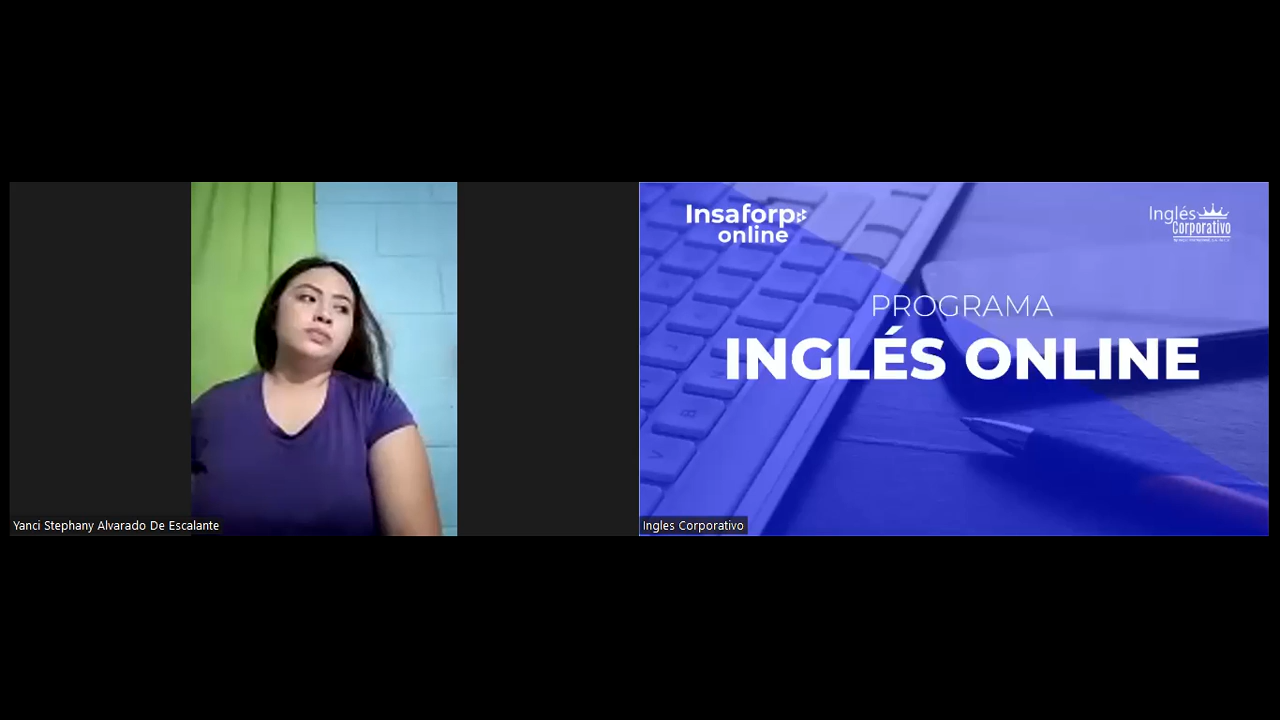 Insaforp
online
Inglés
Corporativo
PROGRAMA
INGLÉS ONLINE
Yanci Stephany Alvarado De Escalante
Ingles Corporativo